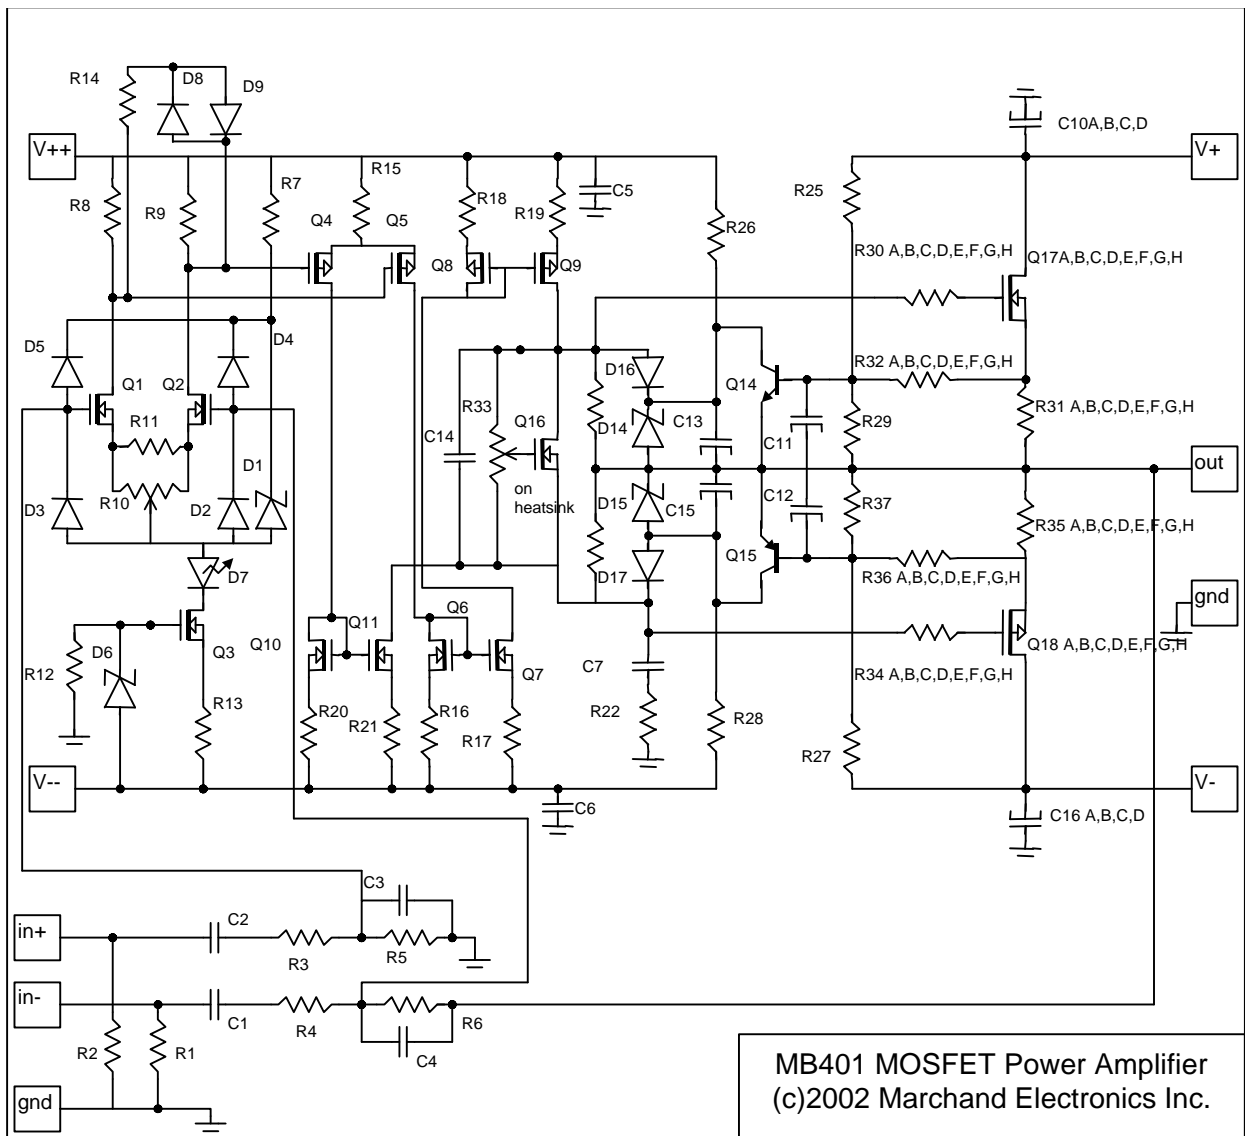 R14
D8
D9
C10A,B,C,D
V++
V+
R8
R9
R7
R15
Q4
Q5
R18
R19
C5
R25
R26
R30 A,B,C,D,E,F,G,H
Q17A,B,C,D,E,F,G,H
Q8
Q9
D5
D4
Q1
Q2
R11
D16
Q14
R32 A,B,C,D,E,F,G,H
R31 A,B,C,D,E,F,G,H
R33
Q16
D14
C13
C11
R29
C14
D1
R10
D3
D2
on
heatsink
D15
C15
C12
R37
out
R35 A,B,C,D,E,F,G,H
D7
D17
Q15
R36 A,B,C,D,E,F,G,H
gnd
Q11
Q6
R12
D6
Q3
Q10
Q7
C7
Q18 A,B,C,D,E,F,G,H
R34 A,B,C,D,E,F,G,H
R13
R20
R21
R16
R17
R22
R28
R27
V--
V-
C6
C16 A,B,C,D
C3
in+
C2
R3
R5
in-
C1
R4
R6
R2
R1
C4
gnd
MB401 MOSFET Power Amplifier
(c)2002 Marchand Electronics Inc.